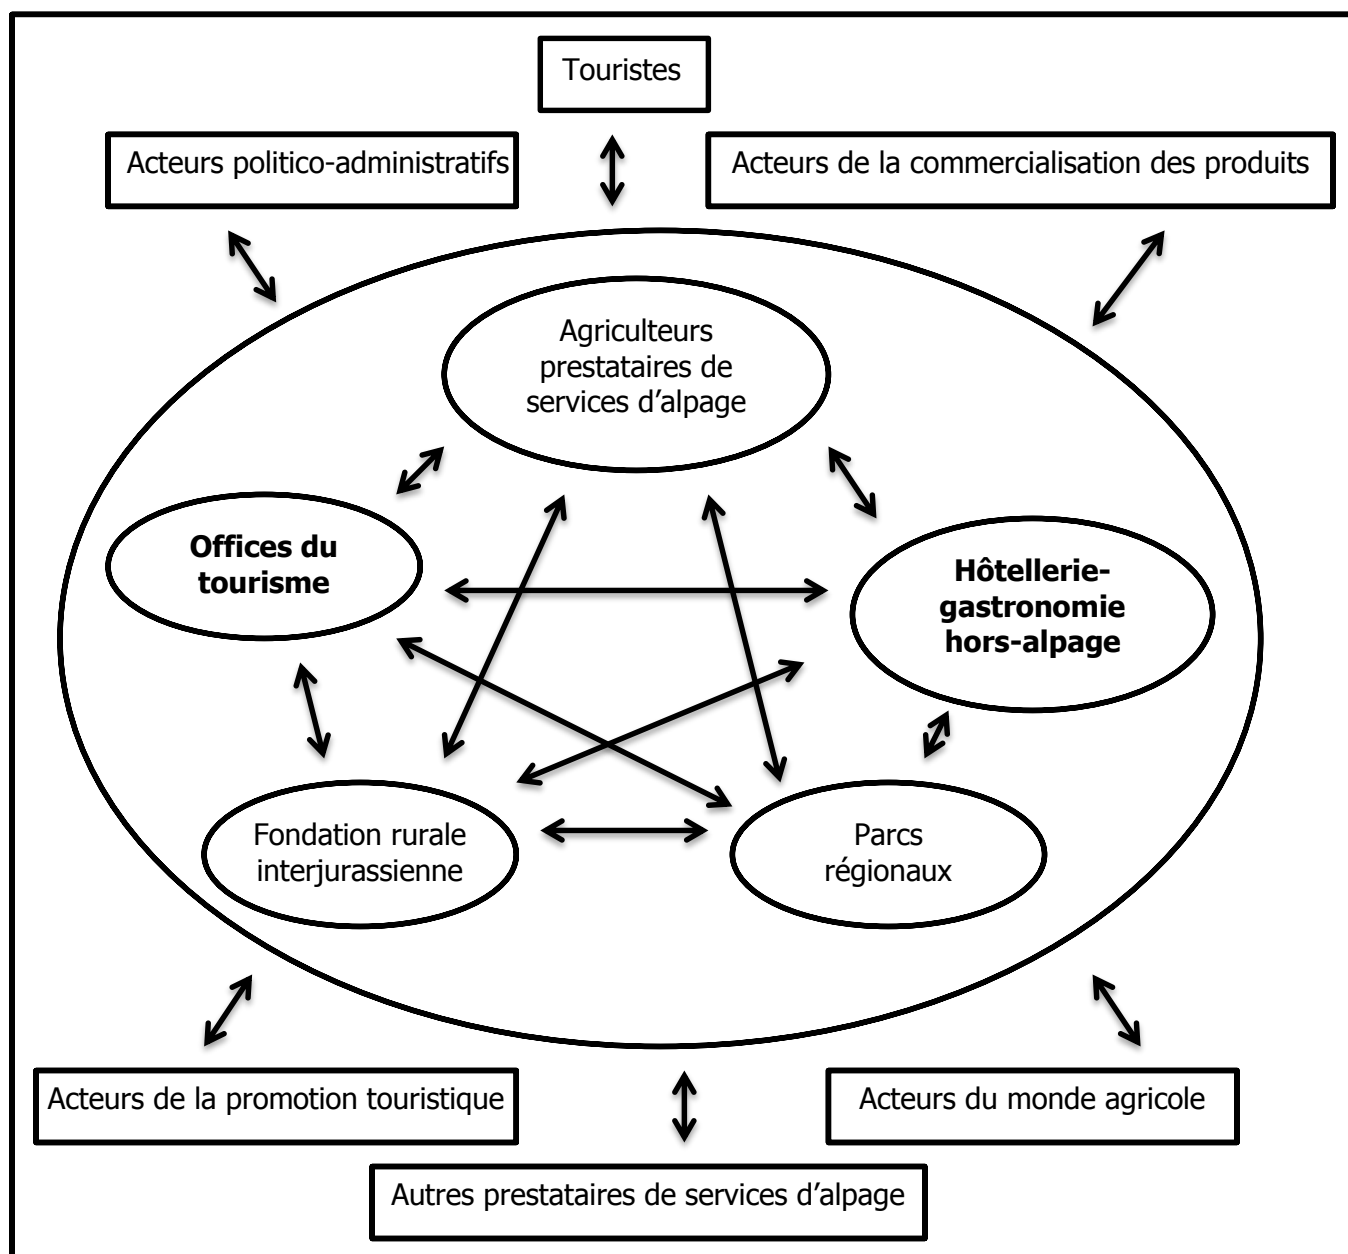 Touristes
Acteurs politico-administratifs
Acteurs de la commercialisation des produits
Agriculteurs
prestataires de
services d’alpage
Offices du
tourisme
Hôtellerie-
gastronomie
hors-alpage
Fondation rurale
interjurassienne
Parcs
régionaux
Acteurs de la promotion touristique
Acteurs du monde agricole
Autres prestataires de services d’alpage